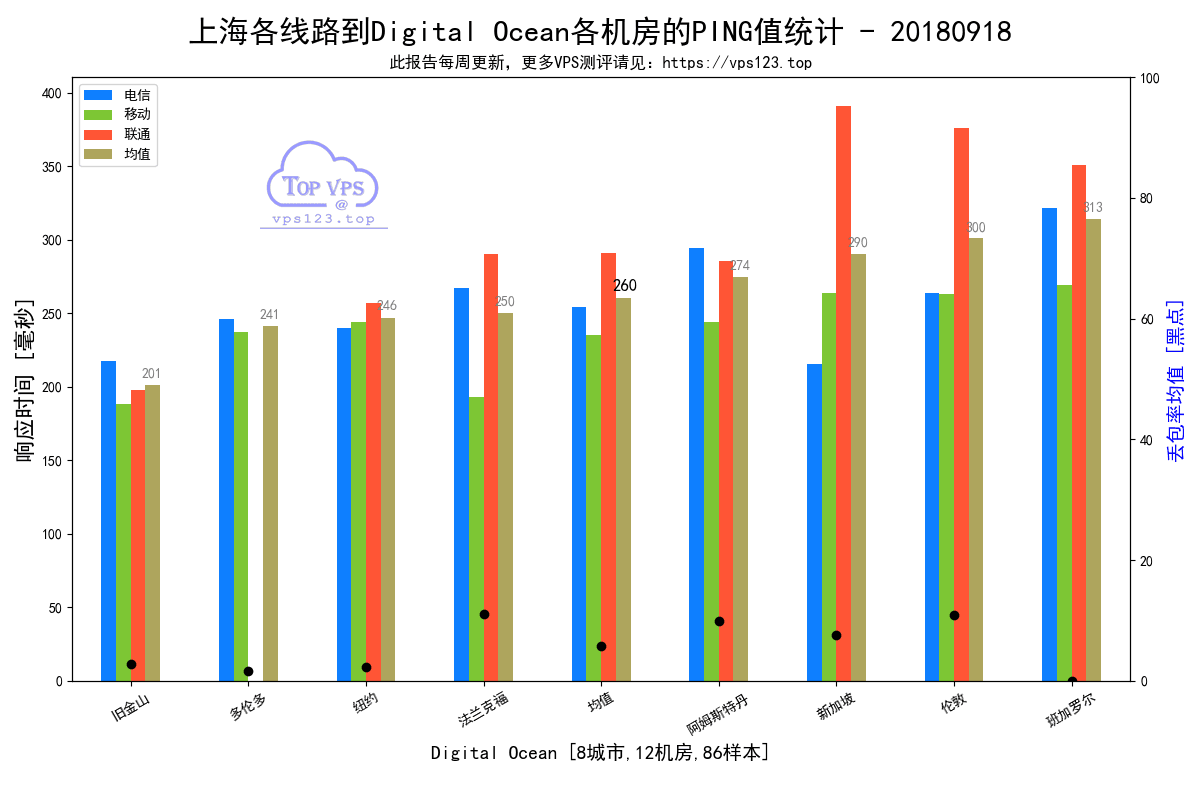 上海各线路到Digital Ocean各机房的PING值统计 - 20180918
此报告每周更新，更多VPS测评请见：https://vps123.top
电信
移动
联通
均值
TOP VPS
@
vps123.top
响应时间 [毫秒]
400
350
300
250
200
150
100
50
0
201
241
246
250
260
274
290
300
313
100
80
60
40
20
0
丢包率均值 [黑点]
旧金山
多伦多
纽约
法兰克福
均值
阿姆斯特丹
新加坡
伦敦
班加罗尔
Digital Ocean [8城市,12机房,86样本]